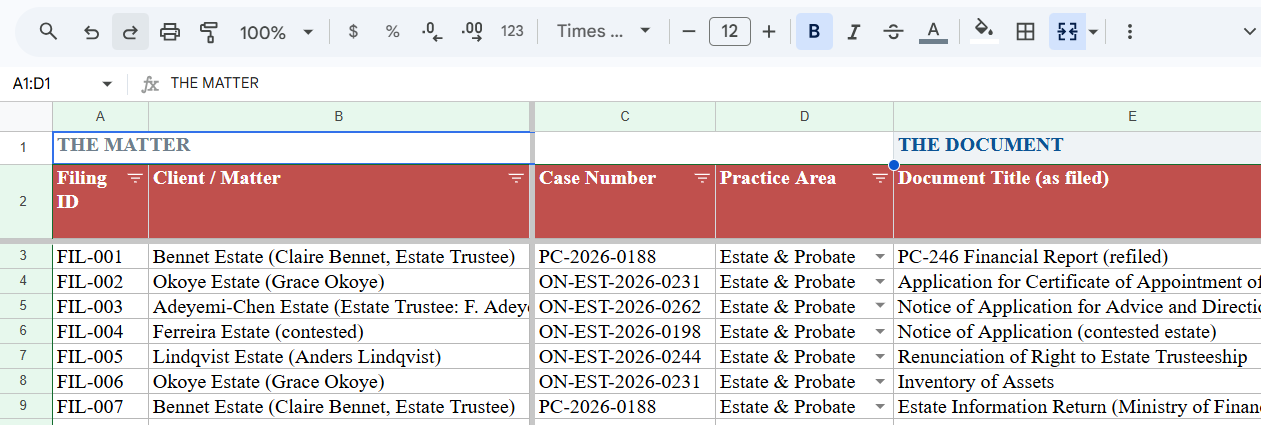 100% $ % .0 .00 123 Times ... − 12 + B I S A
A1:D1 fx THE MATTER
A B C D E
1 THE MATTER THE DOCUMENT
2 Filing ID Client / Matter Case Number Practice Area Document Title (as filed)
3 FIL-001 Bennet Estate (Claire Bennet, Estate Trustee) PC-2026-0188 Estate & Probate PC-246 Financial Report (refiled)
4 FIL-002 Okoye Estate (Grace Okoye) ON-EST-2026-0231 Estate & Probate Application for Certificate of Appointment of
5 FIL-003 Adeyemi-Chen Estate (Estate Trustee: F. Adeye ON-EST-2026-0262 Estate & Probate Notice of Application for Advice and Directio
6 FIL-004 Ferreira Estate (contested) ON-EST-2026-0198 Estate & Probate Notice of Application (contested estate)
7 FIL-005 Lindqvist Estate (Anders Lindqvist) ON-EST-2026-0244 Estate & Probate Renunciation of Right to Estate Trusteeship
8 FIL-006 Okoye Estate (Grace Okoye) ON-EST-2026-0231 Estate & Probate Inventory of Assets
9 FIL-007 Bennet Estate (Claire Bennet, Estate Trustee) PC-2026-0188 Estate & Probate Estate Information Return (Ministry of Finan